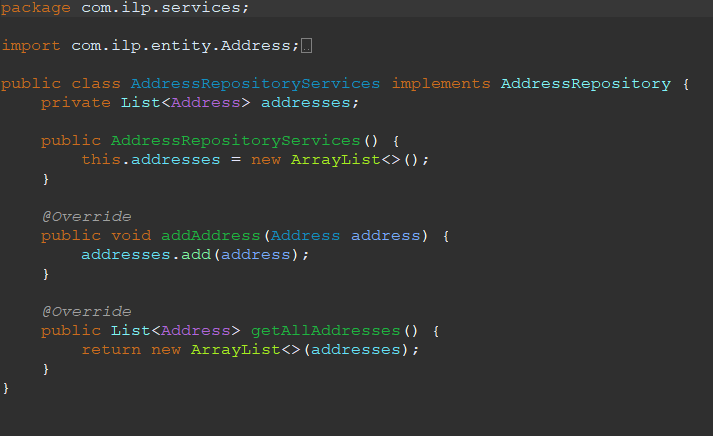 package com.ilp.services;
import com.ilp.entity.Address;
public class AddressRepositoryServices implements AddressRepository {
private List<Address> addresses;
public AddressRepositoryServices() {
this.addresses = new ArrayList<>();
}
@Override
public void addAddress(Address address) {
addresses.add(address);
}
@Override
public List<Address> getAllAddresses() {
return new ArrayList<>(addresses);
}
}